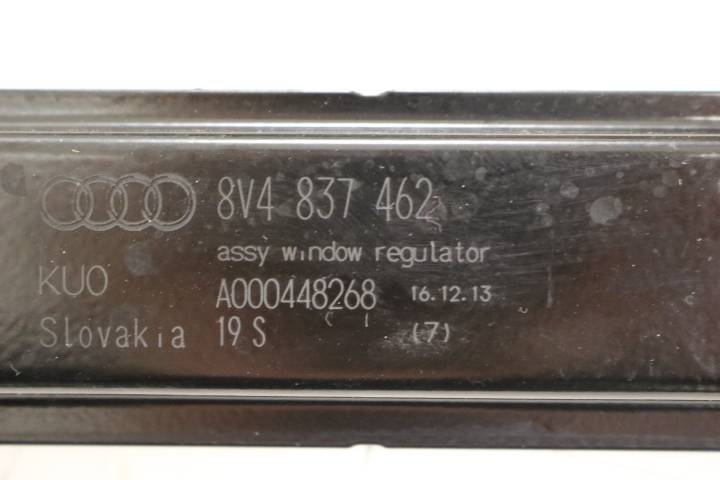 8V4 837 462
assy window regulator
KUO A000448268 16.12.13
Slovakia 19 S (7)